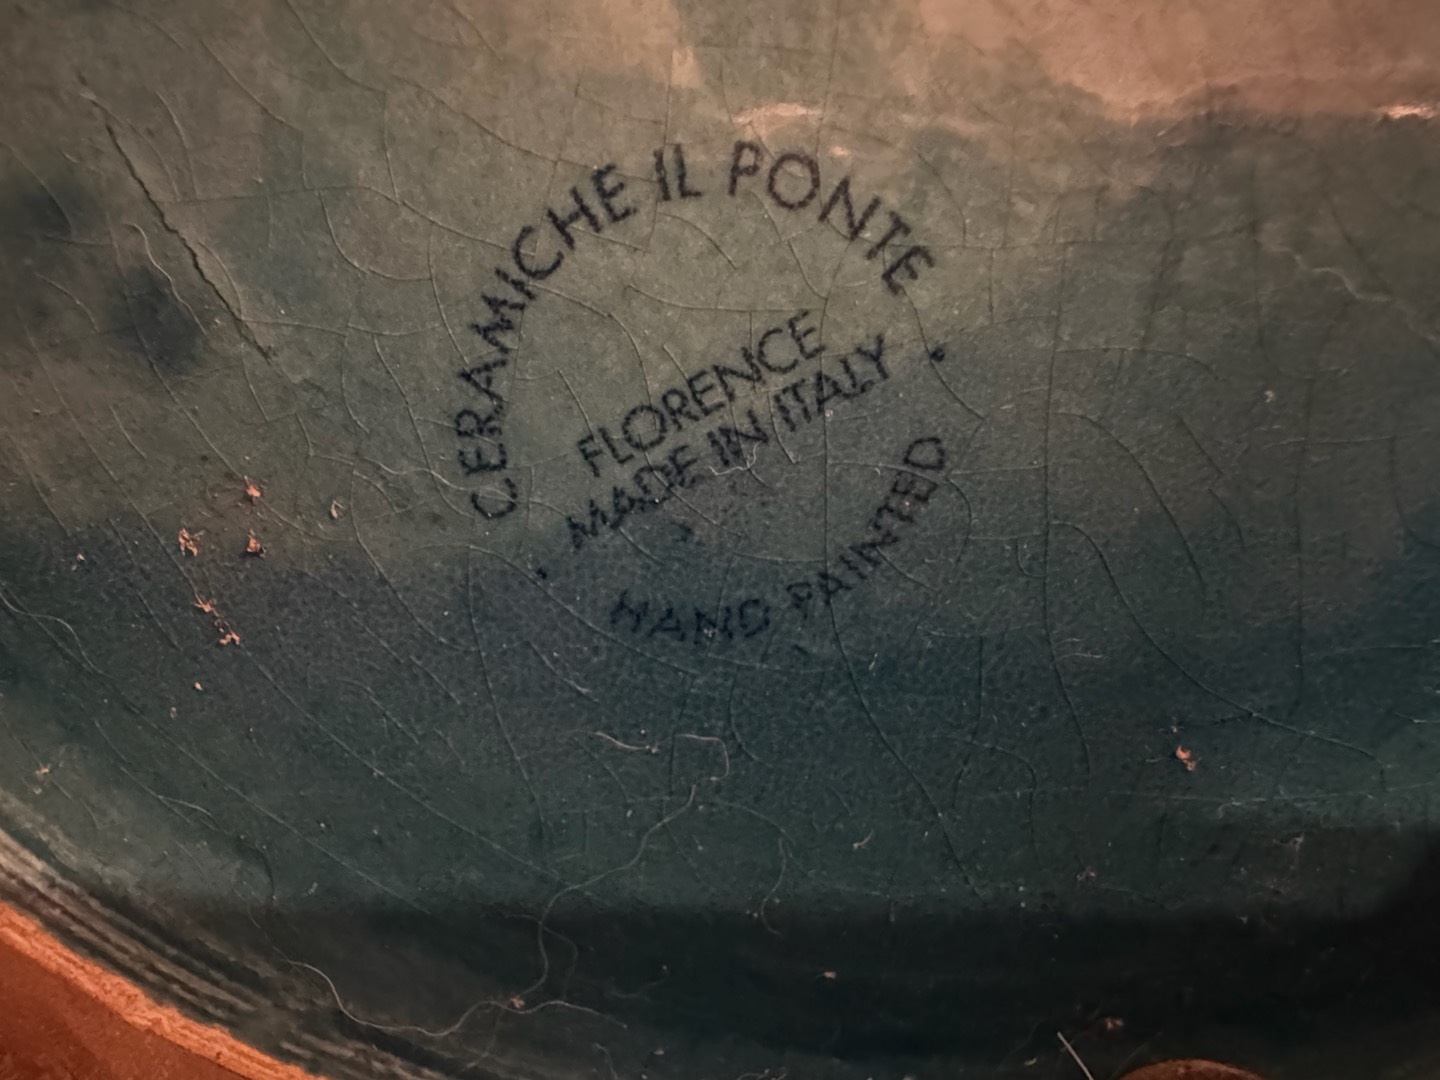 CERAMICHE IL PONTE
FLORENCE
MADE IN ITALY
HAND PAINTED